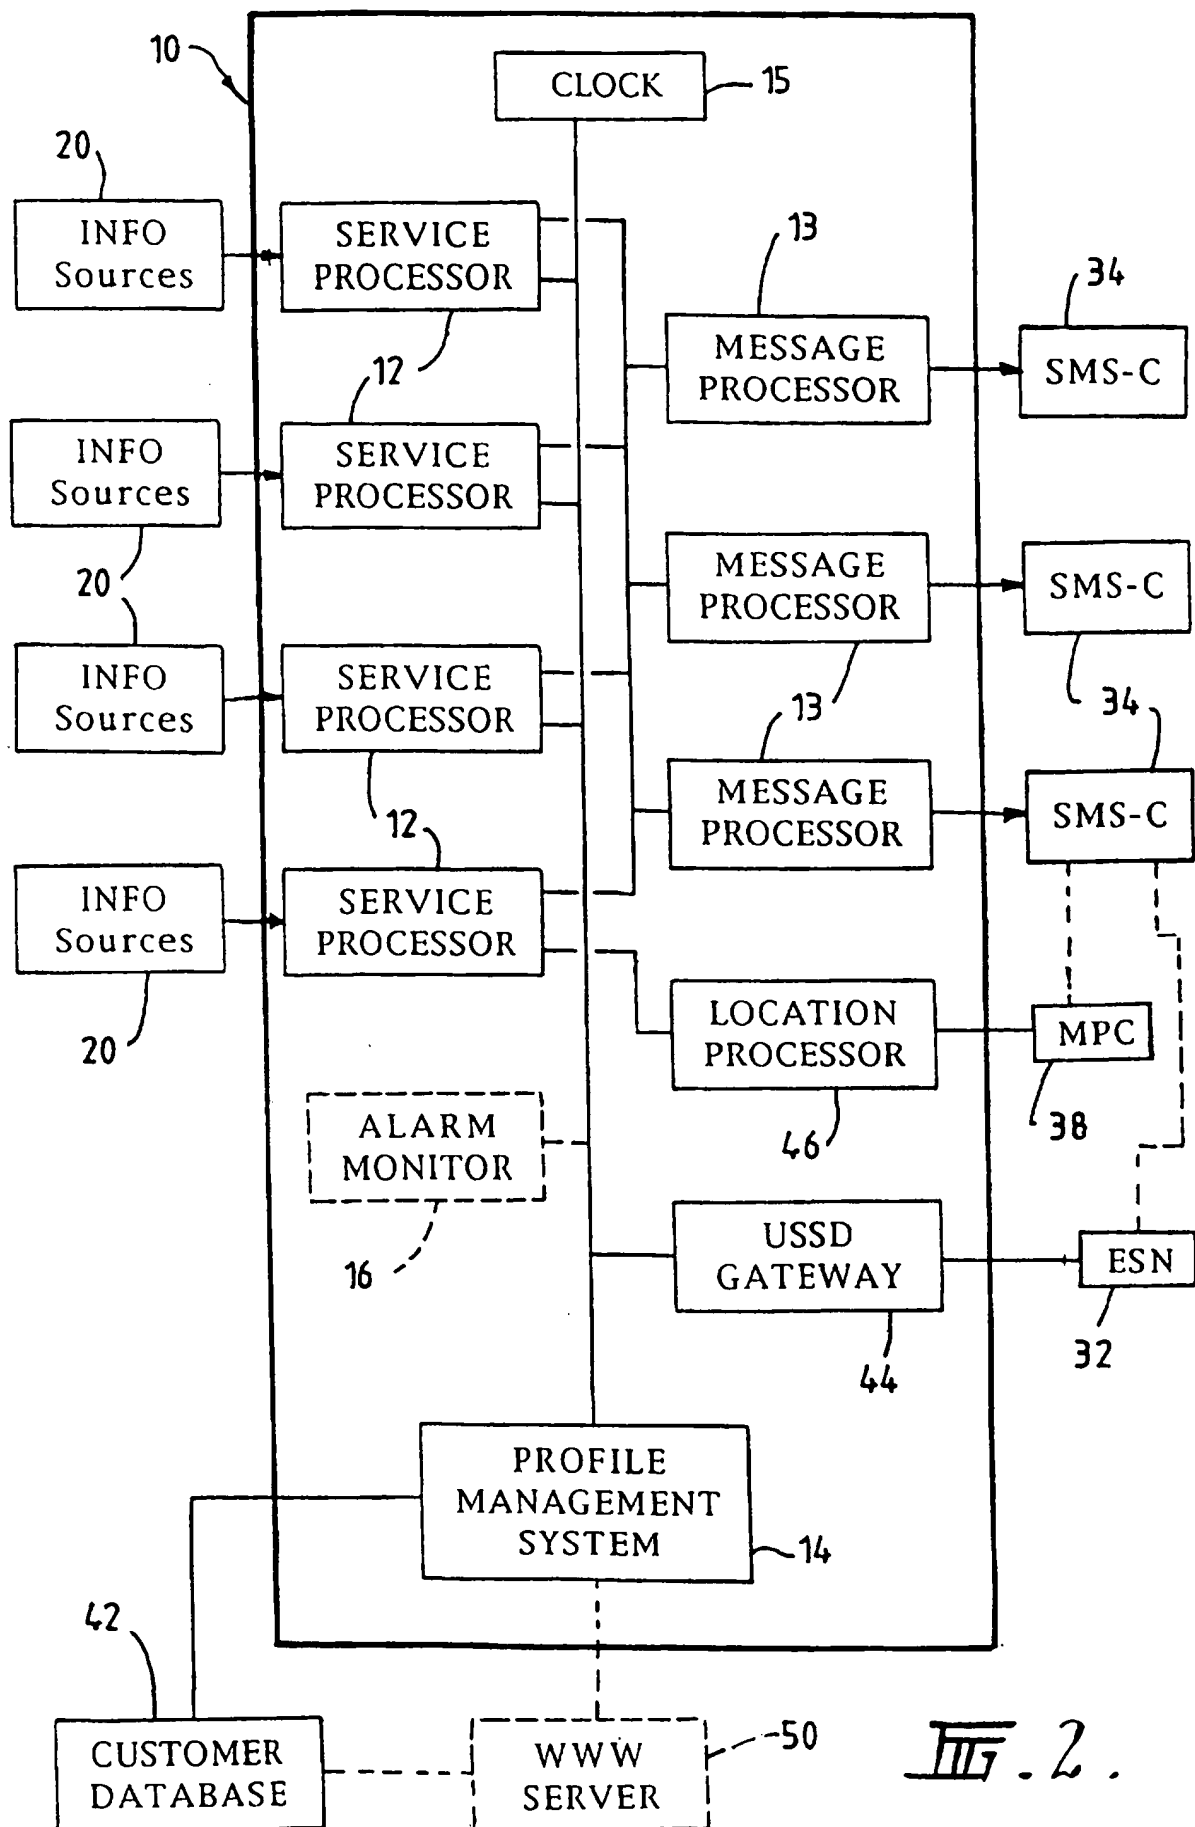 10
CLOCK
15
20
INFO
Sources
SERVICE
PROCESSOR
13
34
12
MESSAGE
PROCESSOR
SMS-C
INFO
Sources
SERVICE
PROCESSOR
20
MESSAGE
PROCESSOR
SMS-C
INFO
Sources
SERVICE
PROCESSOR
13
34
12
MESSAGE
PROCESSOR
SMS-C
INFO
Sources
SERVICE
PROCESSOR
20
LOCATION
PROCESSOR
MPC
46
38
ALARM
MONITOR
16
USSD
GATEWAY
ESN
44
32
PROFILE
MANAGEMENT
SYSTEM
14
42
CUSTOMER
DATABASE
WWW
SERVER
50
FIG. 2.